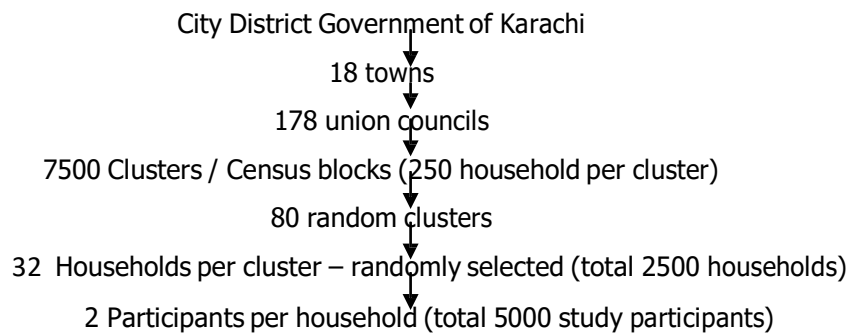 City District Government of Karachi
18 towns
178 union councils
7500 Clusters / Census blocks (250 household per cluster)
80 random clusters
32 Households per cluster – randomly selected (total 2500 households)
2 Participants per household (total 5000 study participants)